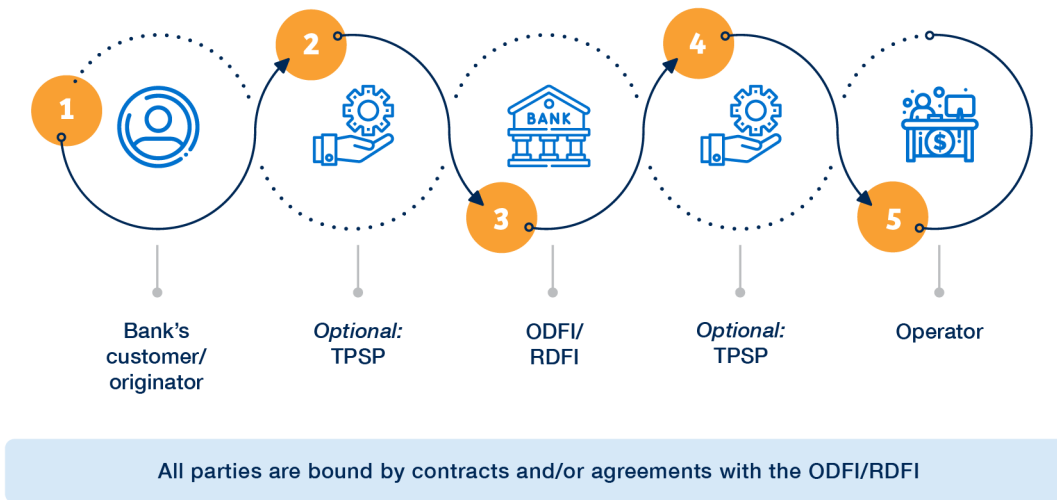 1
2
3
4
5
BANK
$
Bank's
customer/
originator
Optional:
TPSP
ODFI/
RDFI
Optional:
TPSP
Operator
All parties are bound by contracts and/or agreements with the ODFI/RDFI